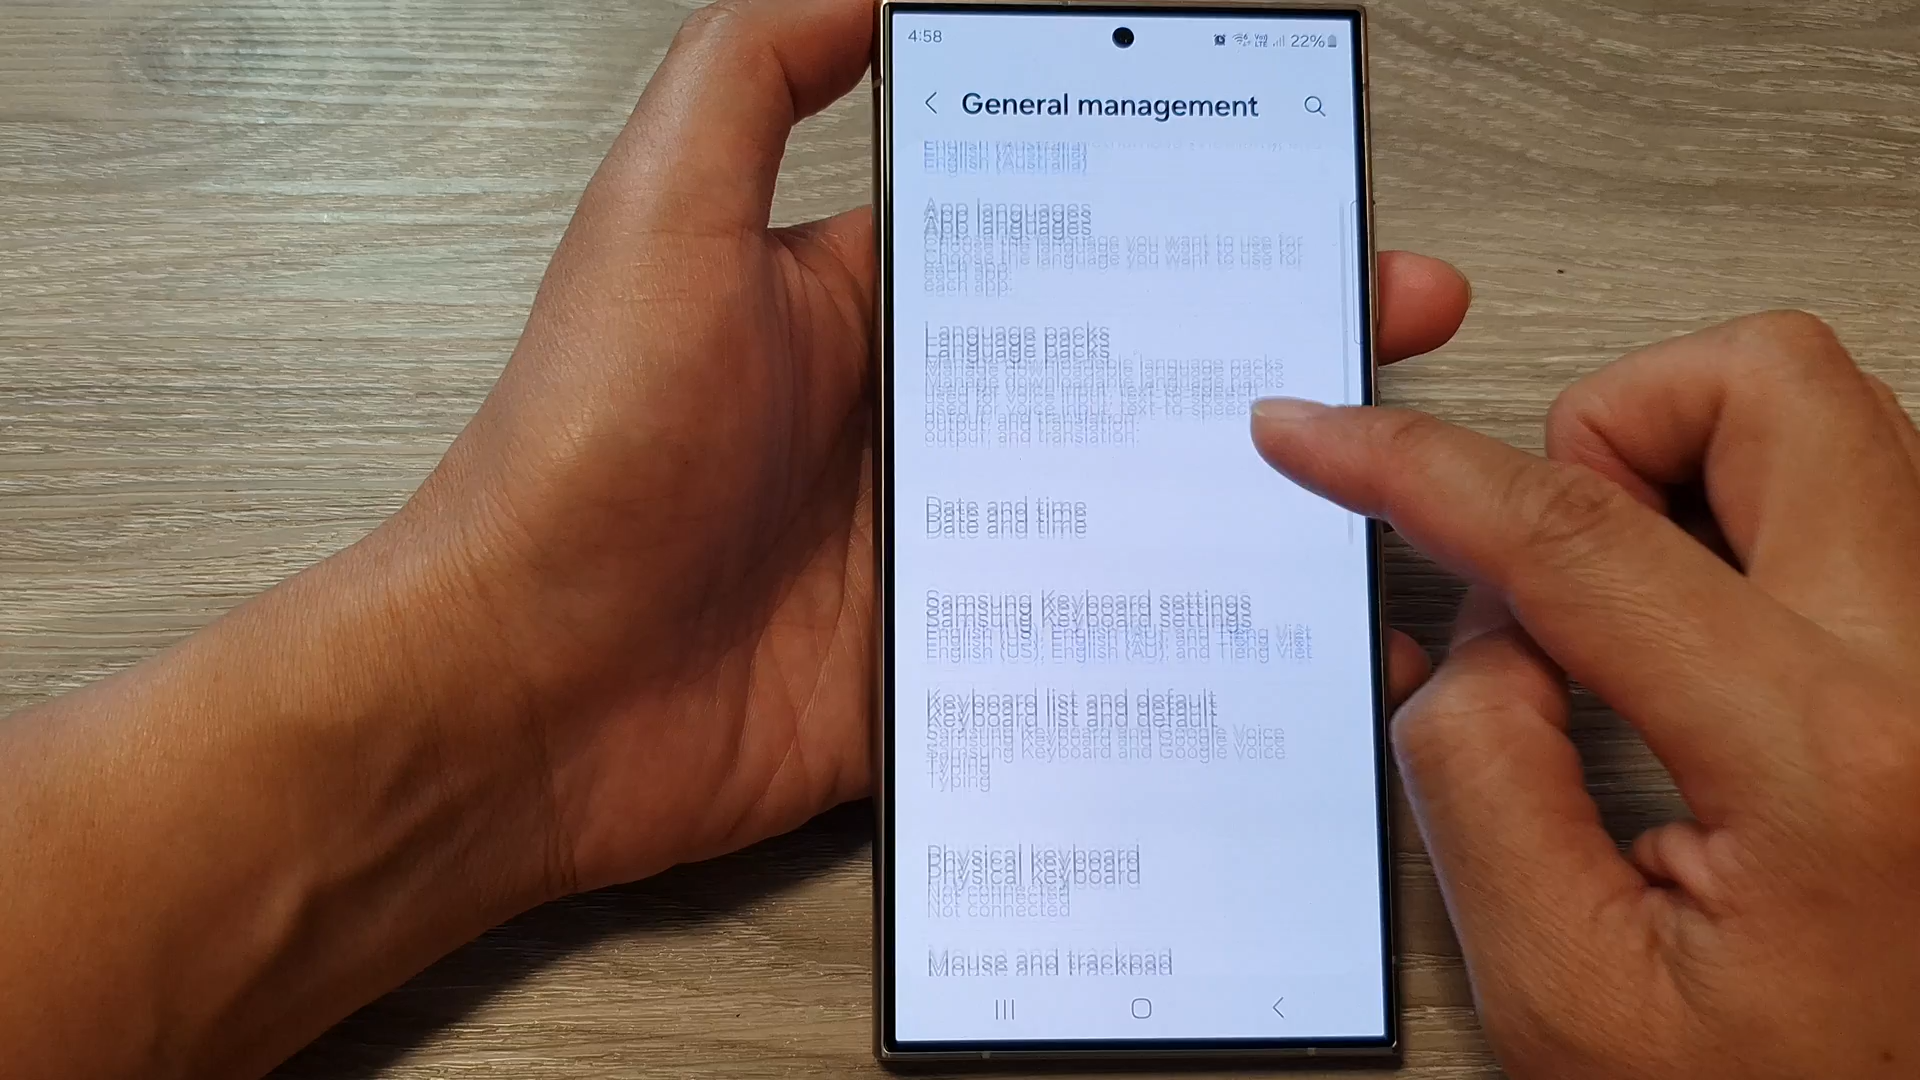 4:58
VoLTE 22%
General management
English (Australia)
App languages
Choose the language you want to use for
each app.
Language packs
Manage downloadable language packs
used for voice input, text-to-speech
output, and translation.
Date and time
Samsung Keyboard settings
English (US), English (AU), and Tiếng Việt
Keyboard list and default
Samsung Keyboard and Google Voice
Typing
Physical keyboard
Not connected
Mouse and trackpad